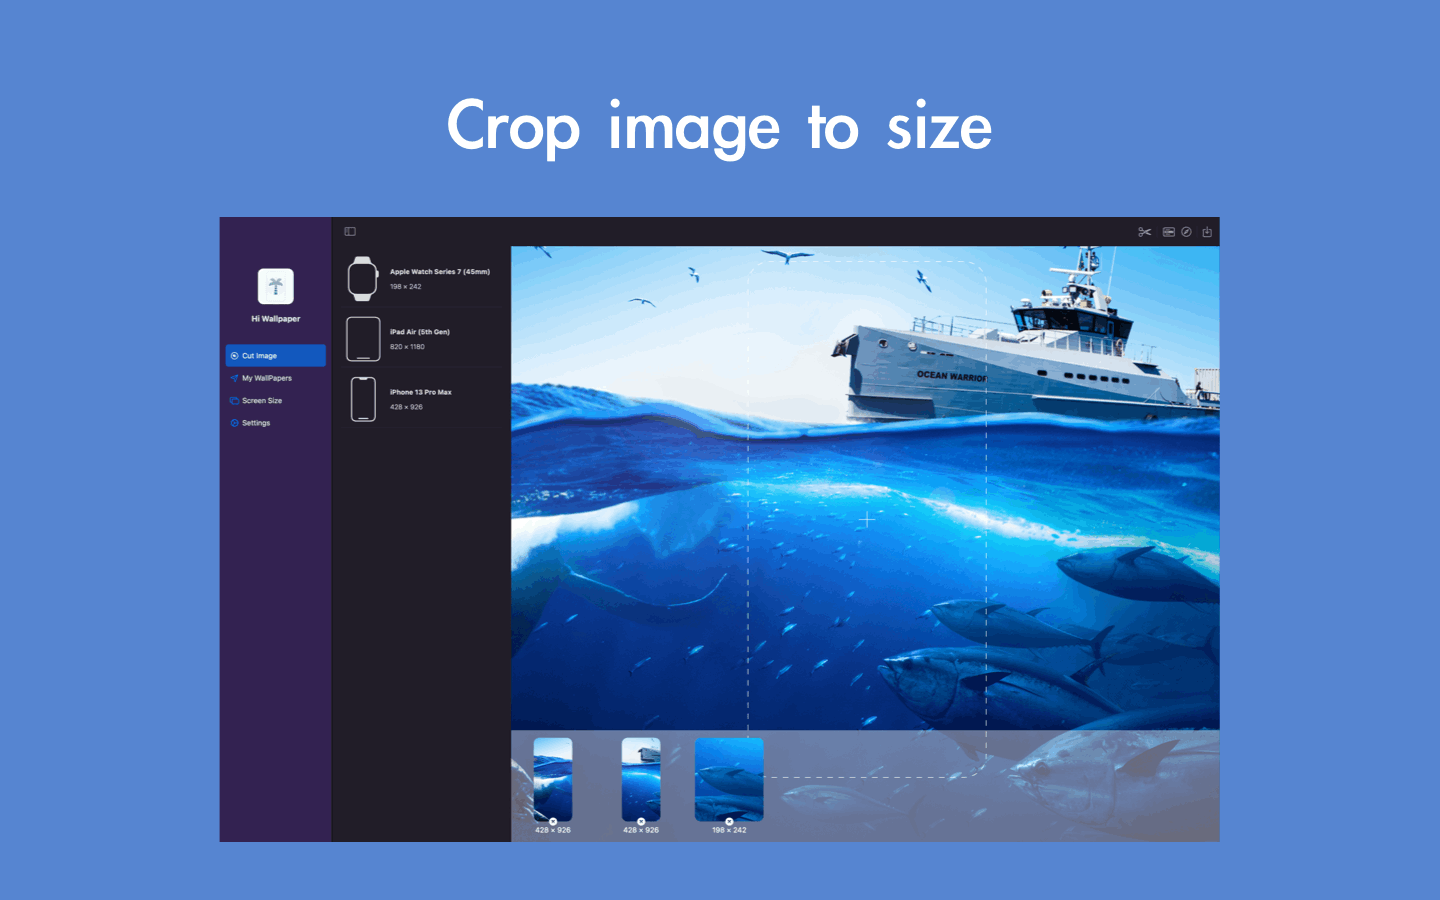 Crop image to size
Hi Wallpaper
Cut Image
My WallPapers
Screen Size
Settings
Apple Watch Series 7 (45mm)
198 × 242
iPad Air (5th Gen)
820 × 1180
iPhone 13 Pro Max
428 × 926
OCEAN WARRIOR
428 × 926
428 × 926
198 × 242